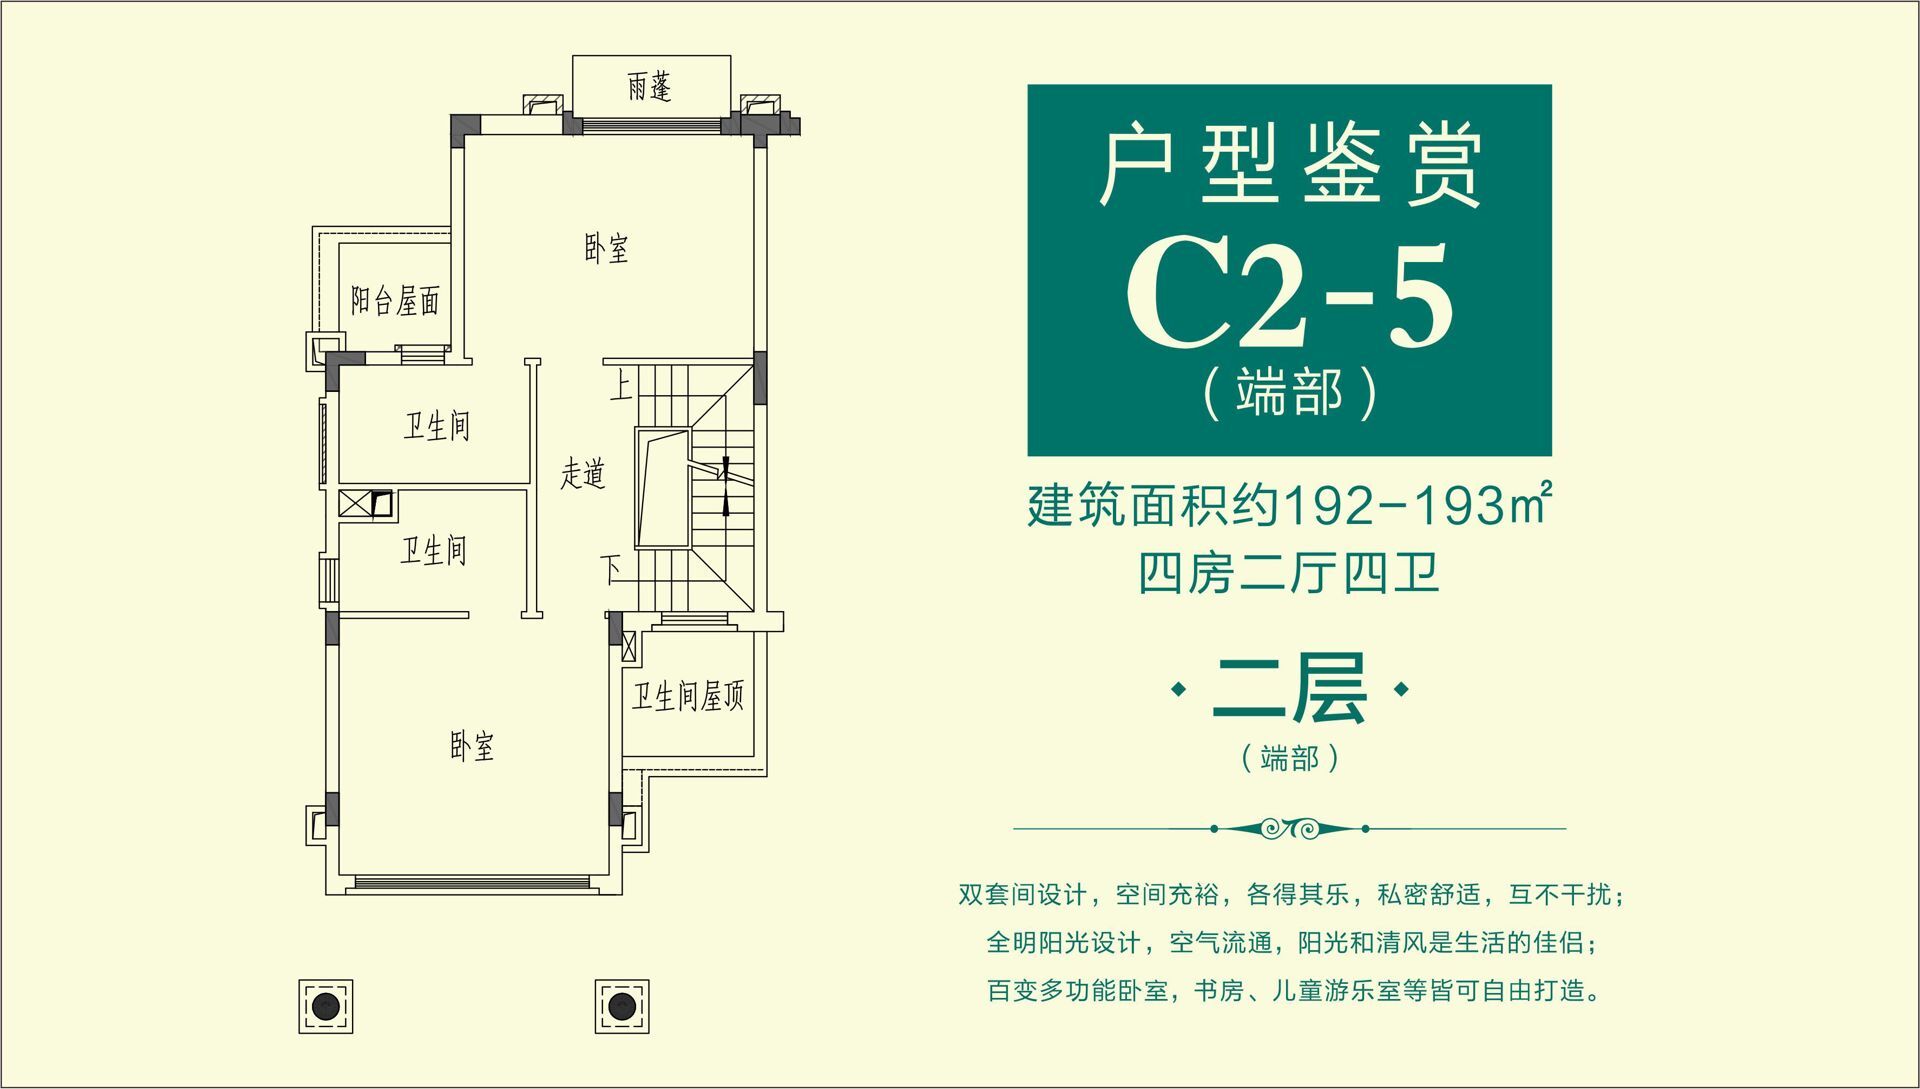 雨蓬
卧室
阳台屋面
上
卫生间
走道
卫生间
下
卫生间屋顶
卧室
户型鉴赏
C2-5
（端部）
建筑面积约192-193㎡
四房二厅四卫
·二层·
（端部）
双套间设计，空间充裕，各得其乐，私密舒适，互不干扰；
全明阳光设计，空气流通，阳光和清风是生活的佳侣；
百变多功能卧室，书房、儿童游乐室等皆可自由打造。